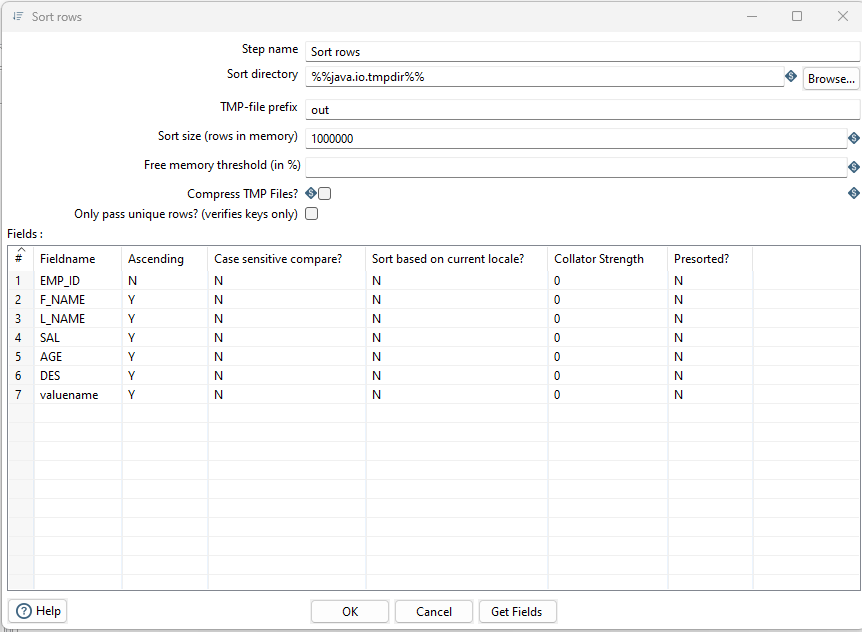 Sort rows
Step name Sort rows
Sort directory %%java.io.tmpdir%% Browse...
TMP-file prefix out
Sort size (rows in memory) 1000000
Free memory threshold (in %)
Compress TMP Files?
Only pass unique rows? (verifies keys only)
Fields :
# Fieldname Ascending Case sensitive compare? Sort based on current locale? Collator Strength Presorted?
1 EMP_ID N N N 0 N
2 F_NAME Y N N 0 N
3 L_NAME Y N N 0 N
4 SAL Y N N 0 N
5 AGE Y N N 0 N
6 DES Y N N 0 N
7 valuename Y N N 0 N
Help OK Cancel Get Fields